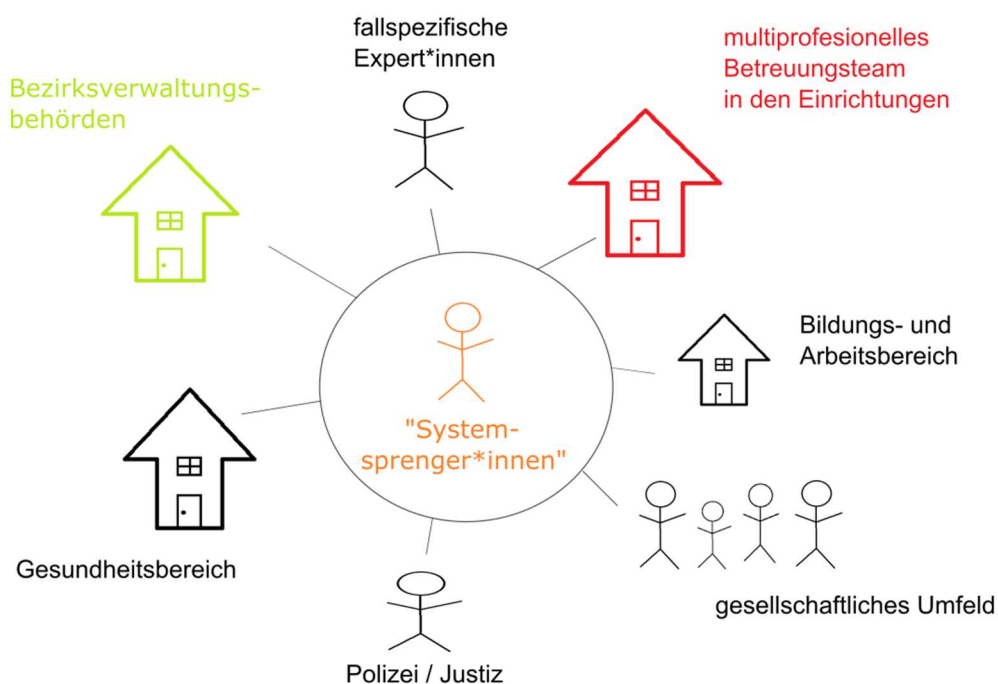 fallspezifische
Expert*innen
multiprofesionelles
Betreuungsteam
in den Einrichtungen
Bezirksverwaltungs-
behörden
Bildungs- und
Arbeitsbereich
"System-
sprenger*innen"
Gesundheitsbereich
gesellschaftliches Umfeld
Polizei / Justiz